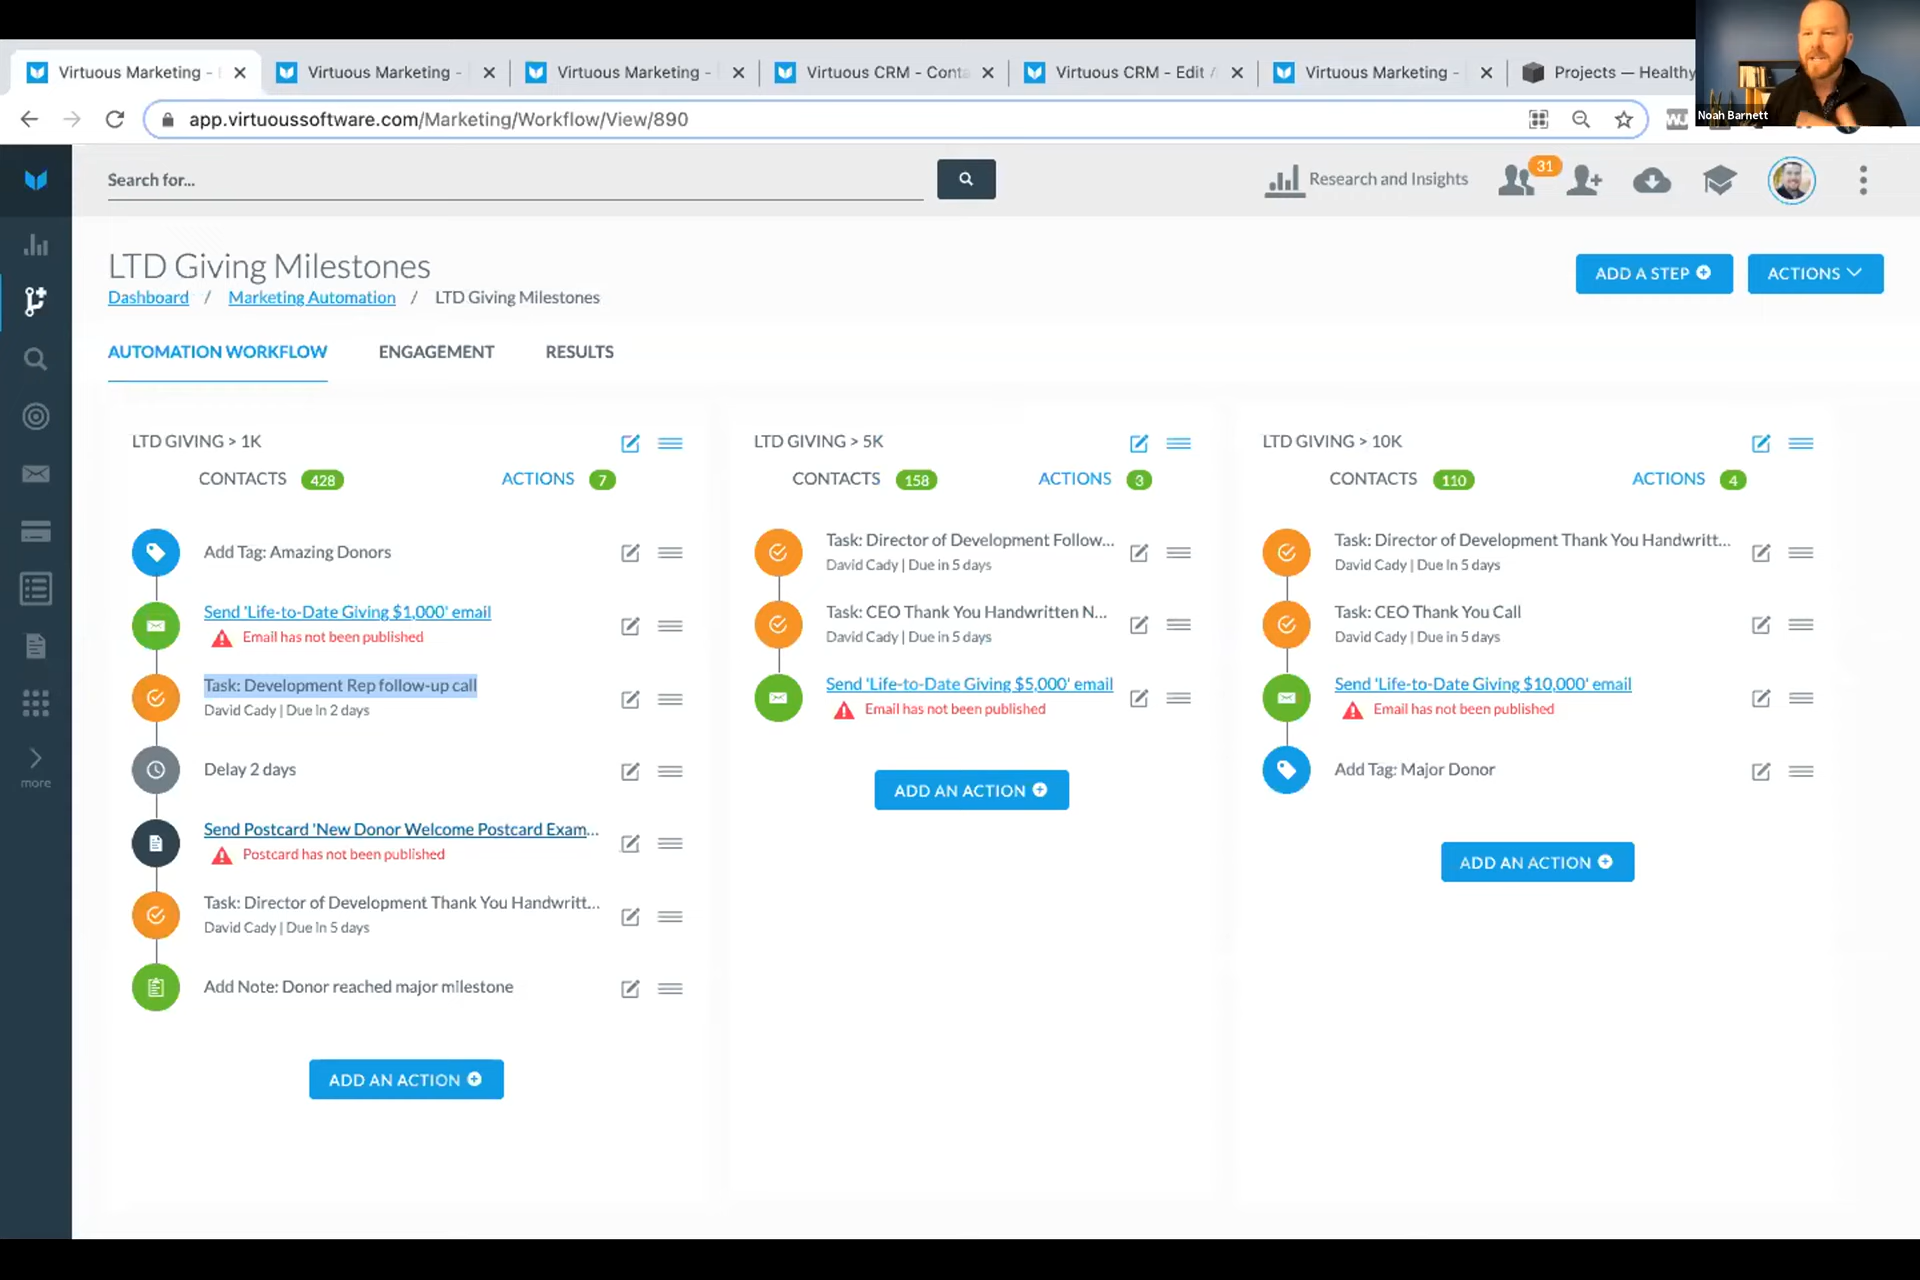 Virtuous Marketing -
Virtuous Marketing -
Virtuous Marketing -
Virtuous CRM - Conta
Virtuous CRM - Edit /
Virtuous Marketing -
Projects — Healthy
app.virtuoussoftware.com/Marketing/Workflow/View/890
Noah Barnett
Search for...
Research and Insights
31
LTD Giving Milestones
Dashboard / Marketing Automation / LTD Giving Milestones
ADD A STEP
ACTIONS
AUTOMATION WORKFLOW
ENGAGEMENT
RESULTS
more
LTD GIVING > 1K
CONTACTS 428
ACTIONS 7
Add Tag: Amazing Donors
Send 'Life-to-Date Giving $1,000' email
Email has not been published
Task: Development Rep follow-up call
David Cady | Due In 2 days
Delay 2 days
Send Postcard 'New Donor Welcome Postcard Exam...
Postcard has not been published
Task: Director of Development Thank You Handwritt...
David Cady | Due In 5 days
Add Note: Donor reached major milestone
ADD AN ACTION
LTD GIVING > 5K
CONTACTS 158
ACTIONS 3
Task: Director of Development Follow...
David Cady | Due In 5 days
Task: CEO Thank You Handwritten N...
David Cady | Due In 5 days
Send 'Life-to-Date Giving $5,000' email
Email has not been published
ADD AN ACTION
LTD GIVING > 10K
CONTACTS 110
ACTIONS 4
Task: Director of Development Thank You Handwritt...
David Cady | Due In 5 days
Task: CEO Thank You Call
David Cady | Due In 5 days
Send 'Life-to-Date Giving $10,000' email
Email has not been published
Add Tag: Major Donor
ADD AN ACTION